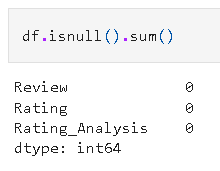 df.isnull().sum()
Review 0
Rating 0
Rating_Analysis 0
dtype: int64